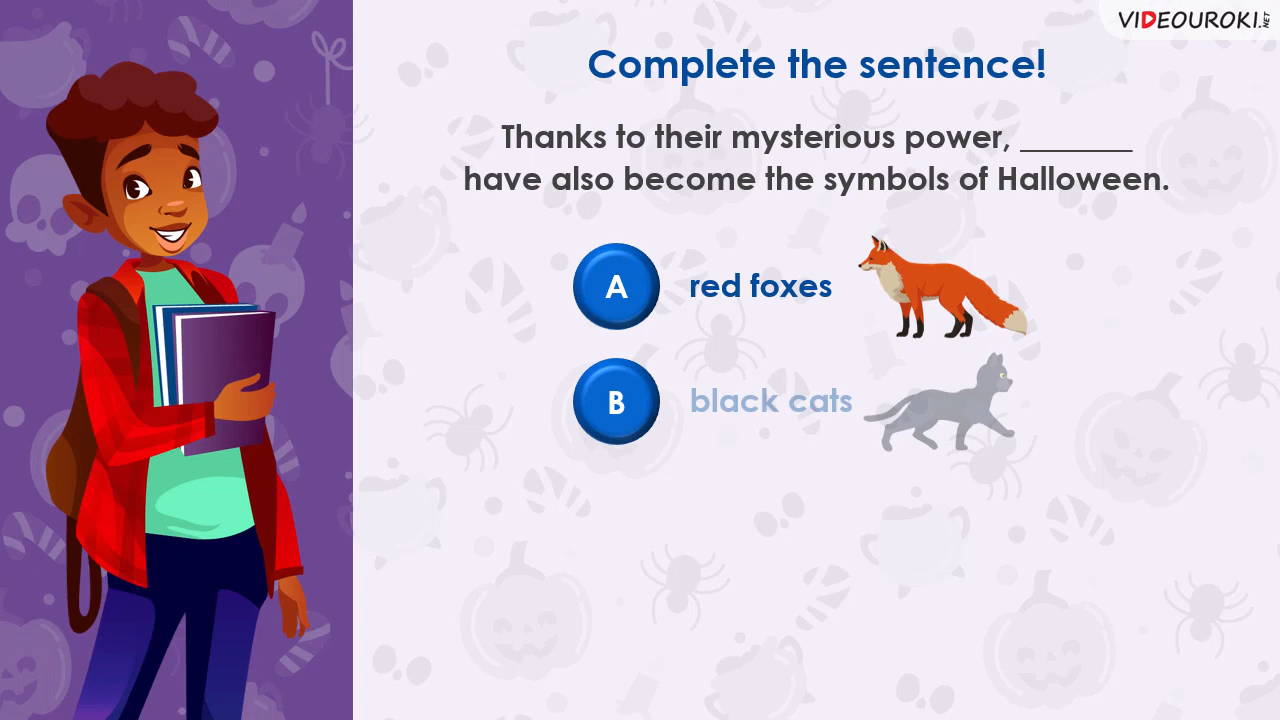 VIDEOUROKI.NET
Complete the sentence!
Thanks to their mysterious power, _______
have also become the symbols of Halloween.
A red foxes
B black cats